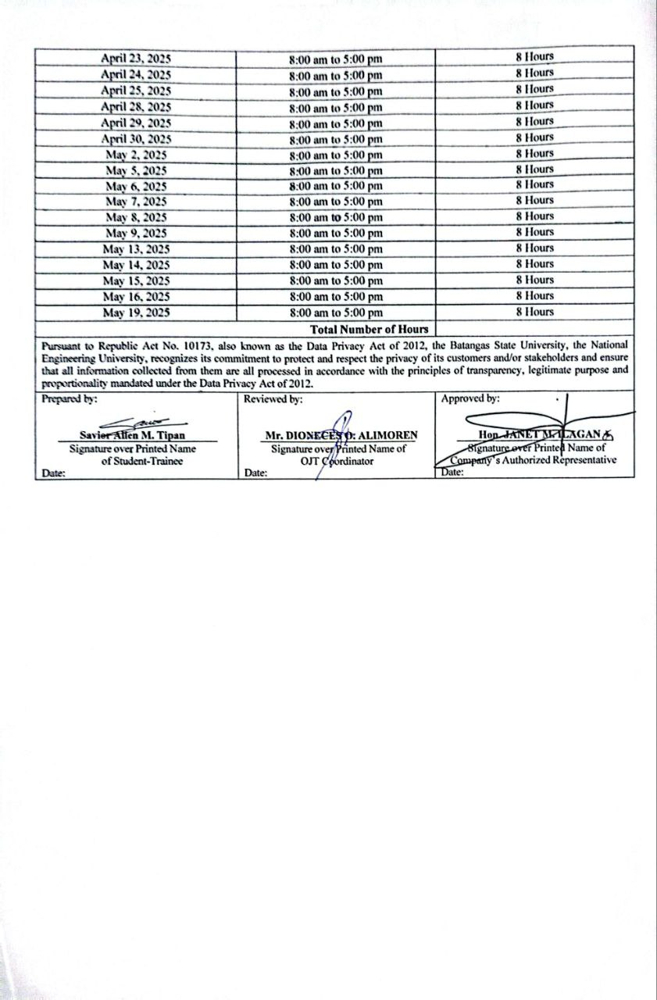 April 23, 2025 8:00 am to 5:00 pm 8 Hours
April 24, 2025 8:00 am to 5:00 pm 8 Hours
April 25, 2025 8:00 am to 5:00 pm 8 Hours
April 28, 2025 8:00 am to 5:00 pm 8 Hours
April 29, 2025 8:00 am to 5:00 pm 8 Hours
April 30, 2025 8:00 am to 5:00 pm 8 Hours
May 2, 2025 8:00 am to 5:00 pm 8 Hours
May 5, 2025 8:00 am to 5:00 pm 8 Hours
May 6, 2025 8:00 am to 5:00 pm 8 Hours
May 7, 2025 8:00 am to 5:00 pm 8 Hours
May 8, 2025 8:00 am to 5:00 pm 8 Hours
May 9, 2025 8:00 am to 5:00 pm 8 Hours
May 13, 2025 8:00 am to 5:00 pm 8 Hours
May 14, 2025 8:00 am to 5:00 pm 8 Hours
May 15, 2025 8:00 am to 5:00 pm 8 Hours
May 16, 2025 8:00 am to 5:00 pm 8 Hours
May 19, 2025 8:00 am to 5:00 pm 8 Hours
Total Number of Hours
Pursuant to Republic Act No. 10173, also known as the Data Privacy Act of 2012, the Batangas State University, the National
Engineering University, recognizes its commitment to protect and respect the privacy of its customers and/or stakeholders and ensure
that all information collected from them are all processed in accordance with the principles of transparency, legitimate purpose and
proportionality mandated under the Data Privacy Act of 2012.
Prepared by: Reviewed by: Approved by:
Savior Allen M. Tipan Mr. DIONECES O. ALIMOREN Hon. JANET M. ILAGAN
Signature over Printed Name Signature over Printed Name of Signature over Printed Name of
of Student-Trainee OJT Coordinator Company's Authorized Representative
Date: Date: Date: